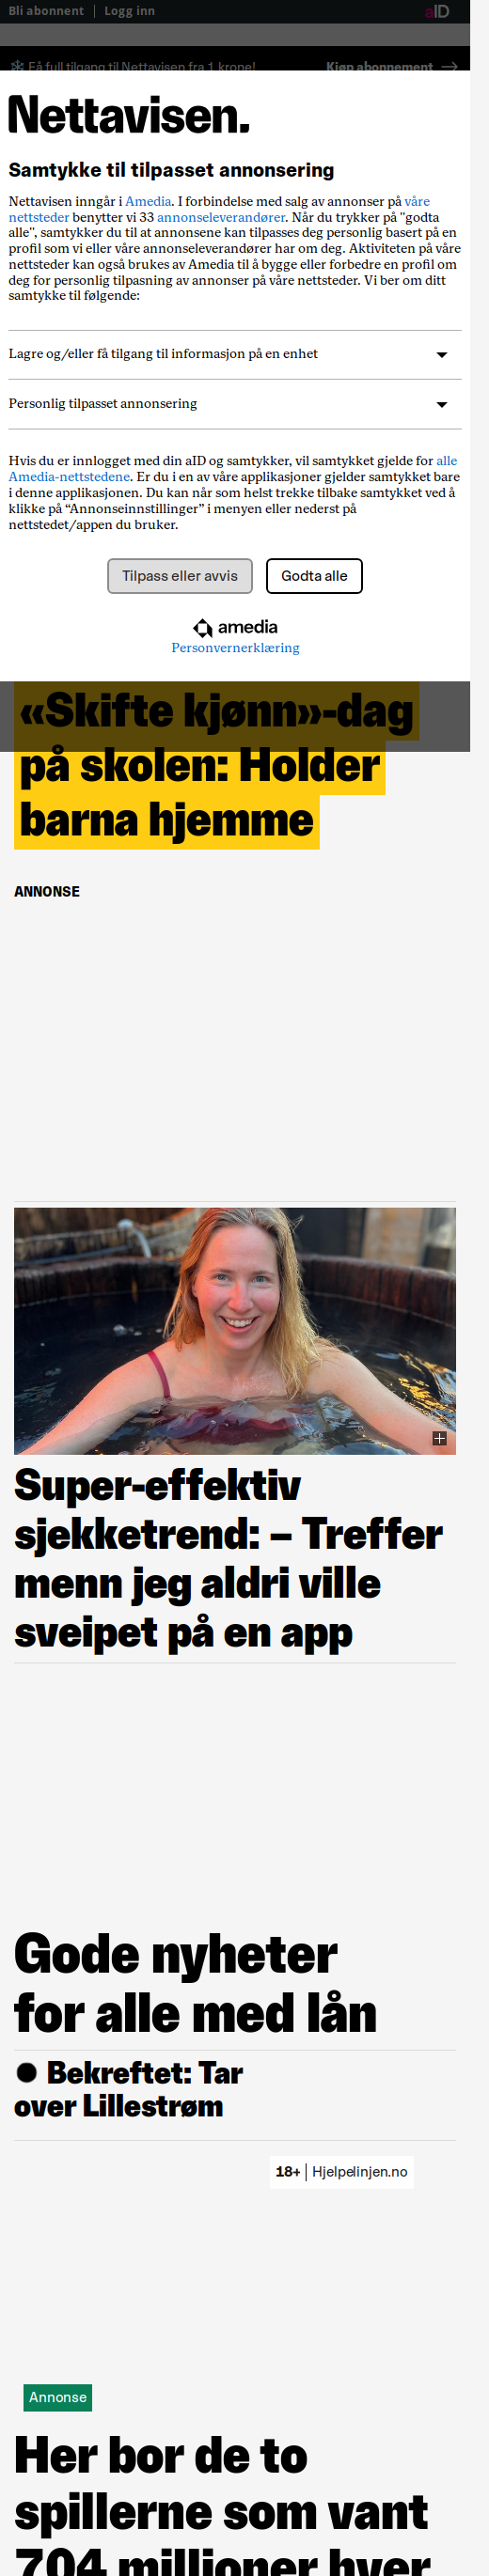 Bli abonnent | Logg inn aID
Få full tilgang til Nettavisen fra 1 krone! Kjøp abonnement →
Nettavisen.
Samtykke til tilpasset annonsering
Nettavisen inngår i Amedia. I forbindelse med salg av annonser på våre
nettsteder benytter vi 33 annonseleverandører. Når du trykker på "godta
alle", samtykker du til at annonsene kan tilpasses deg personlig basert på en
profil som vi eller våre annonseleverandører har om deg. Aktiviteten på våre
nettsteder kan også brukes av Amedia til å bygge eller forbedre en profil om
deg for personlig tilpasning av annonser på våre nettsteder. Vi ber om ditt
samtykke til følgende:
Lagre og/eller få tilgang til informasjon på en enhet
Personlig tilpasset annonsering
Hvis du er innlogget med din aID og samtykker, vil samtykket gjelde for alle
Amedia-nettstedene. Er du i en av våre applikasjoner gjelder samtykket bare
i denne applikasjonen. Du kan når som helst trekke tilbake samtykket ved å
klikke på “Annonseinnstillinger” i menyen eller nederst på
nettstedet/appen du bruker.
Tilpass eller avvis Godta alle
amedia
Personvernerklæring
«Skifte kjønn»-dag
på skolen: Holder
barna hjemme
ANNONSE
Super-effektiv
sjekketrend: – Treffer
menn jeg aldri ville
sveipet på en app
Gode nyheter
for alle med lån
Bekreftet: Tar
over Lillestrøm
18+ | Hjelpelinjen.no
Annonse
Her bor de to
spillerne som vant
704 millioner hver